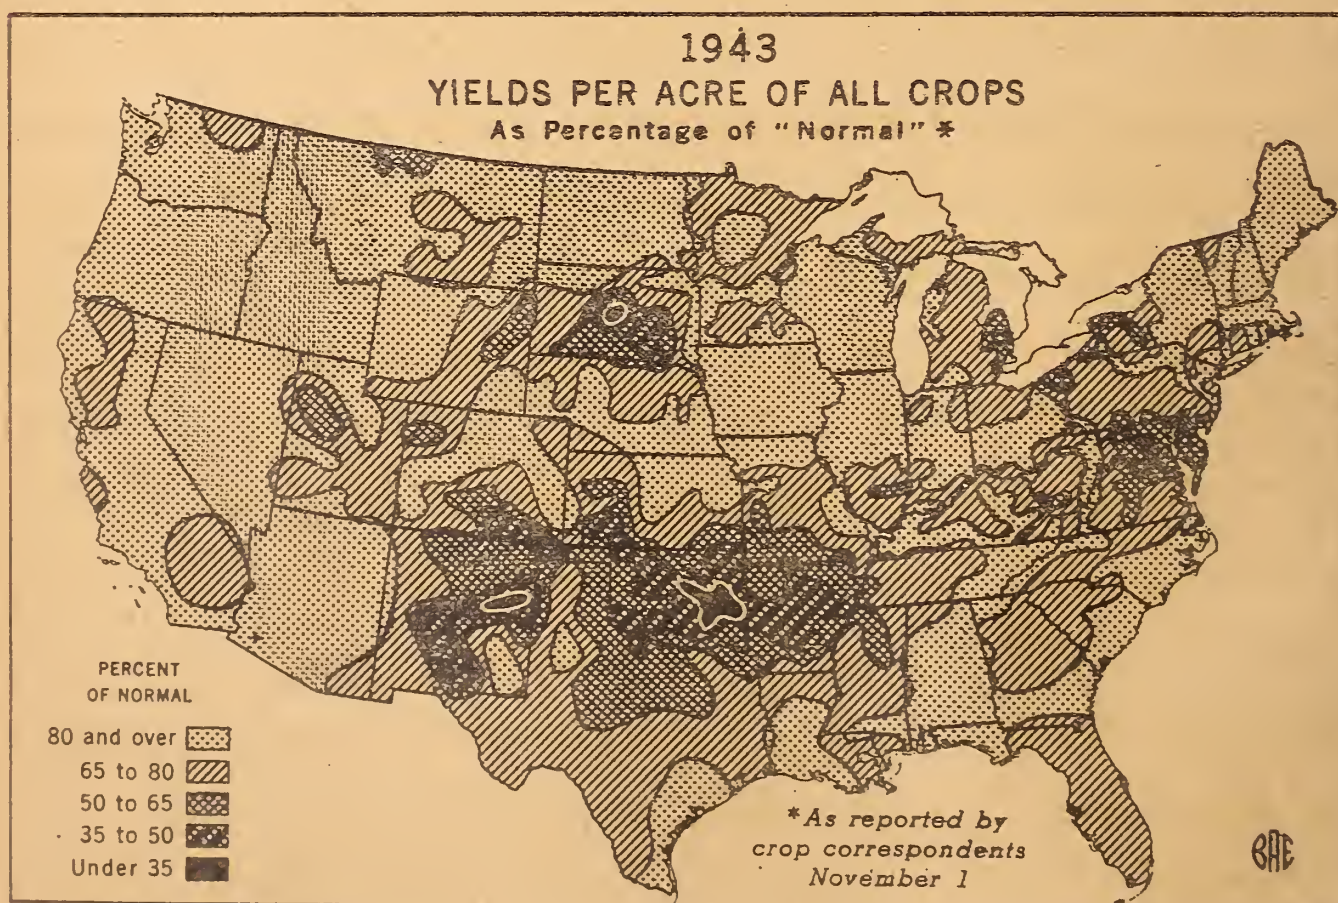 1943
YIELDS PER ACRE OF ALL CROPS
As Percentage of "Normal" *
PERCENT
OF NORMAL
80 and over
65 to 80
50 to 65
35 to 50
Under 35
*As reported by
crop correspondents
November 1
BAE